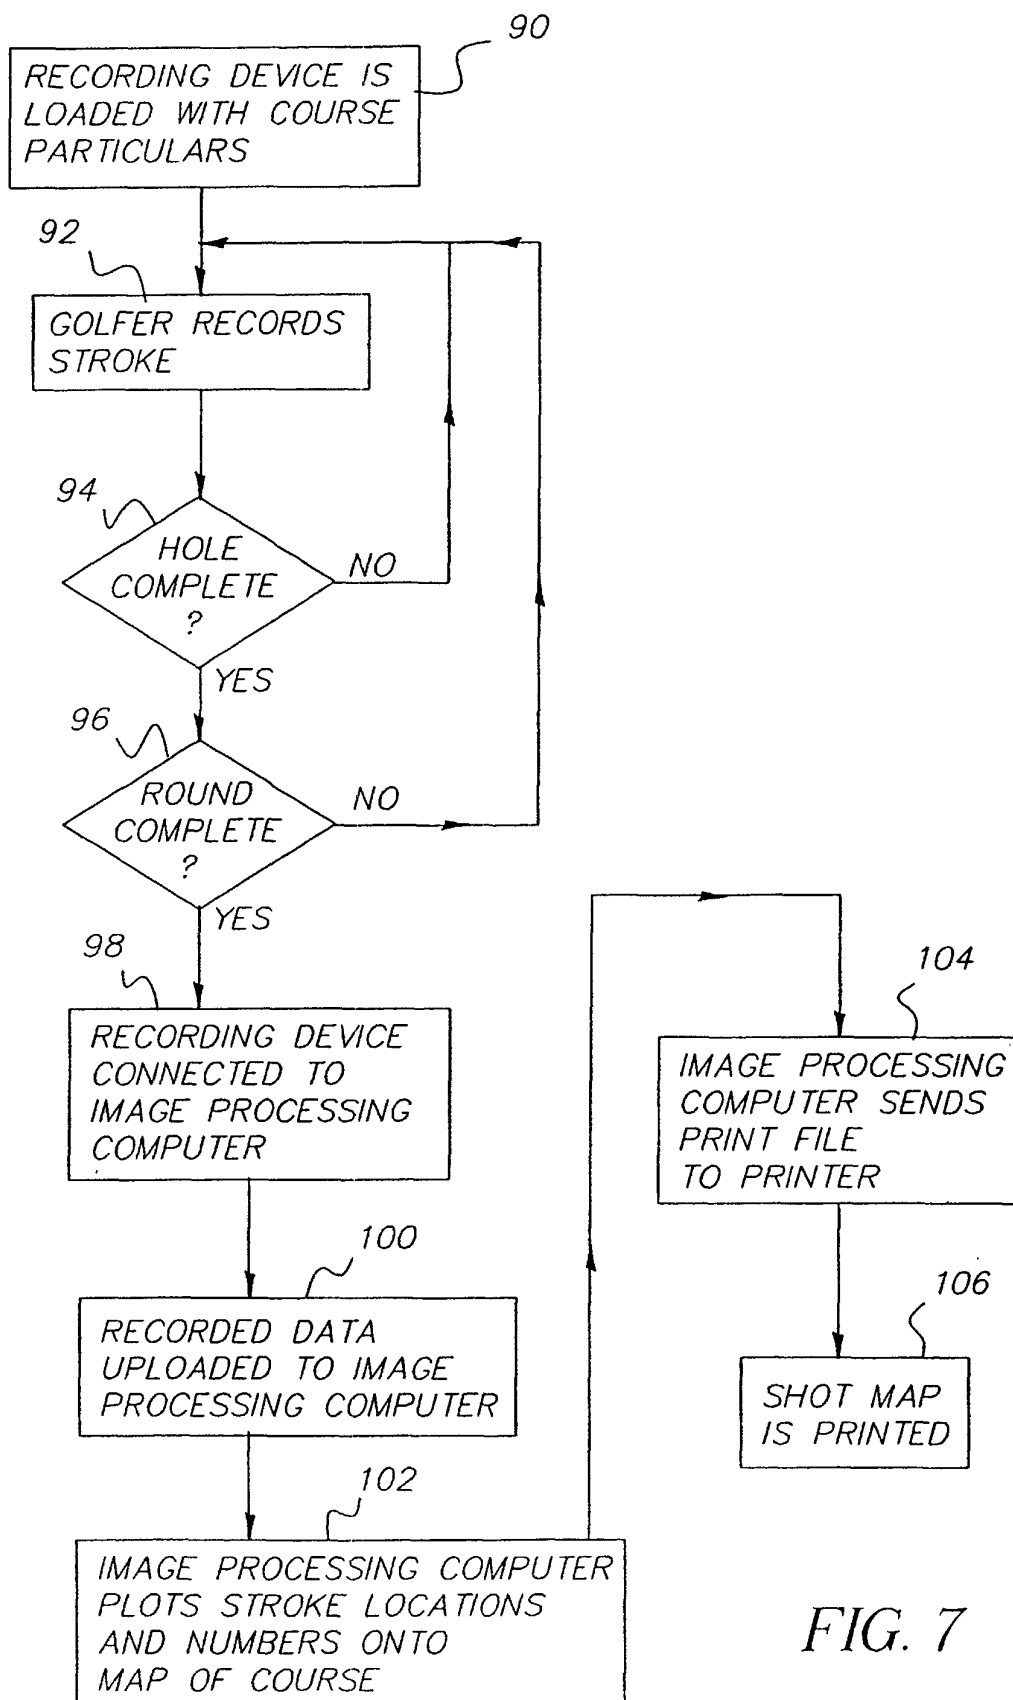 90
RECORDING DEVICE IS
LOADED WITH COURSE
PARTICULARS
92
GOLFER RECORDS
STROKE
94
HOLE
COMPLETE
?
NO
YES
96
ROUND
COMPLETE
?
NO
YES
98
RECORDING DEVICE
CONNECTED TO
IMAGE PROCESSING
COMPUTER
100
RECORDED DATA
UPLOADED TO IMAGE
PROCESSING COMPUTER
102
IMAGE PROCESSING COMPUTER
PLOTS STROKE LOCATIONS
AND NUMBERS ONTO
MAP OF COURSE
104
IMAGE PROCESSING
COMPUTER SENDS
PRINT FILE
TO PRINTER
106
SHOT MAP
IS PRINTED
FIG. 7